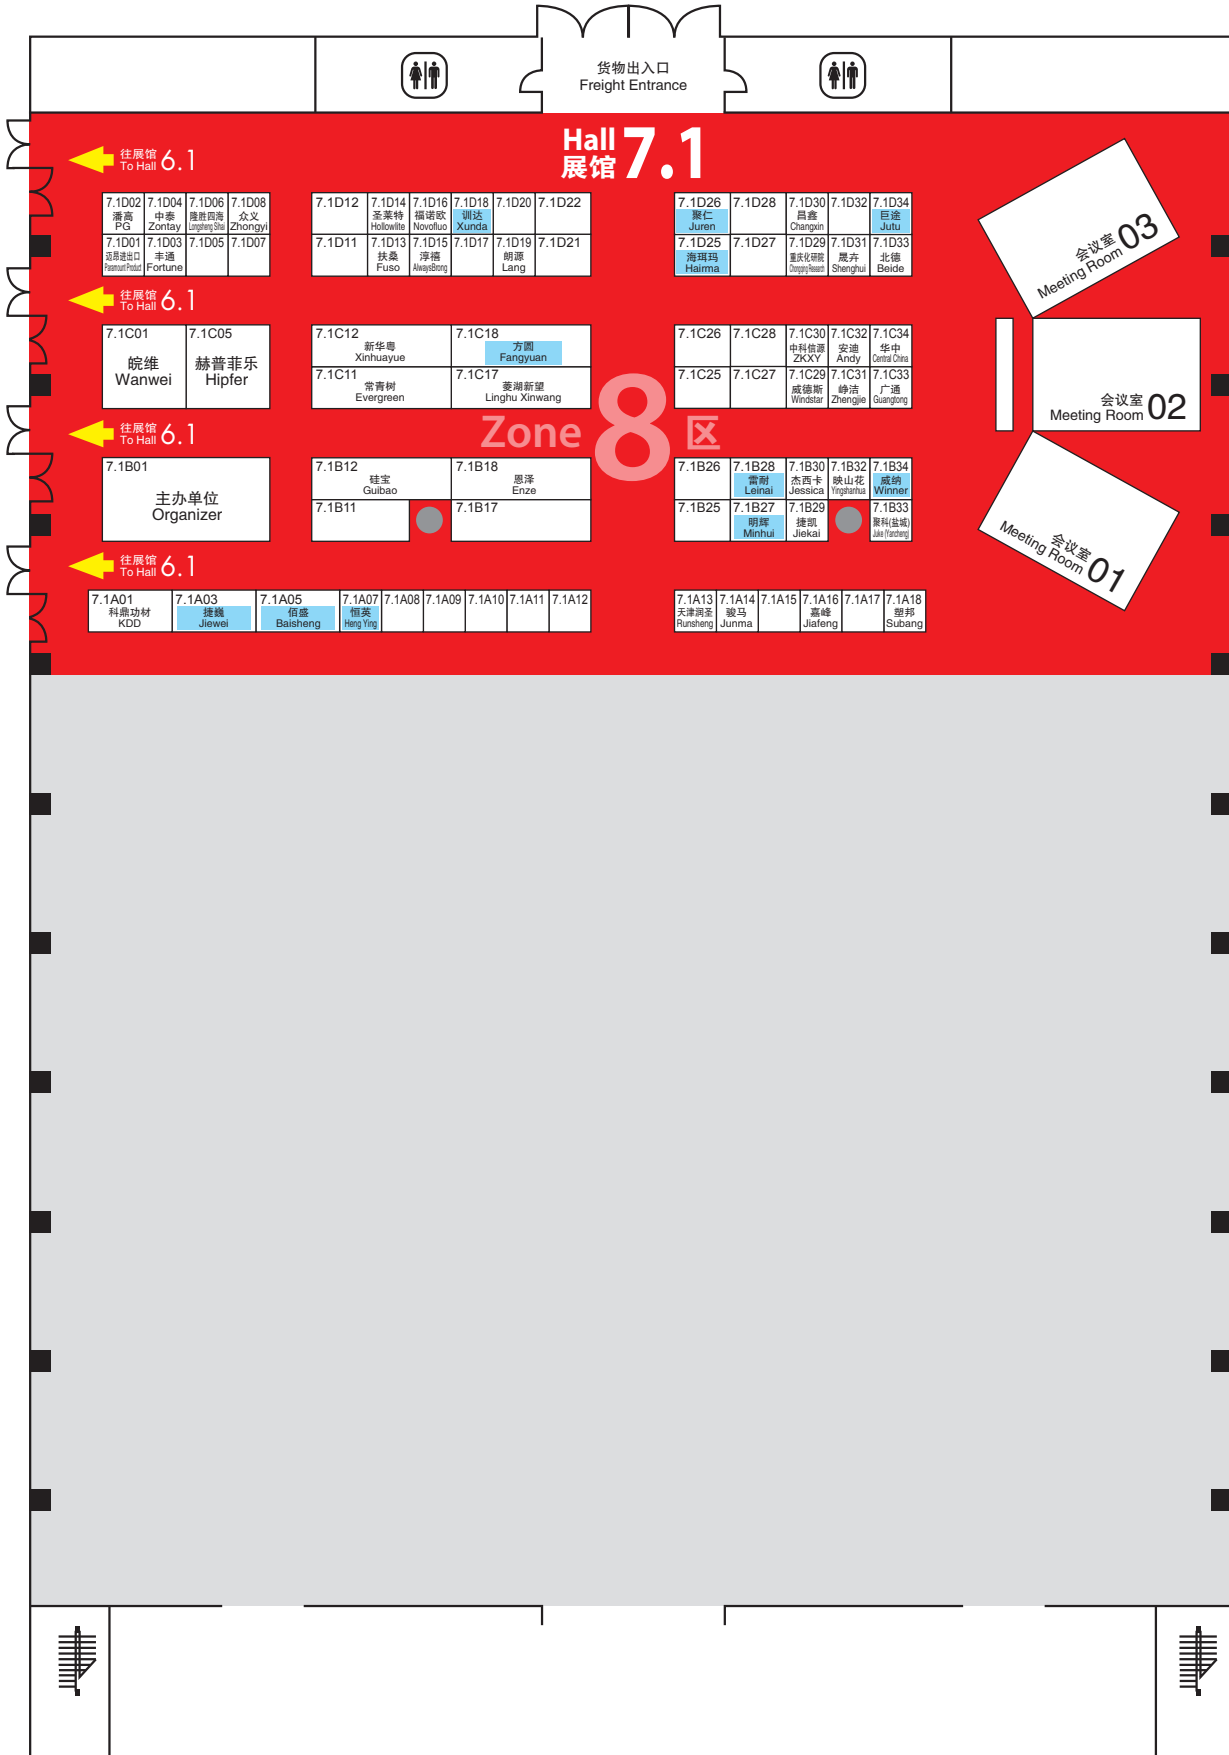 货物出入口
Freight Entrance
Hall 7.1
展馆
往展馆 6.1
To Hall
7.1D02 7.1D04 7.1D06 7.1D08
潘高 中泰 隆胜四海 众义
PG Zontay Longsheng Sihai Zhongyi
7.1D01 7.1D03 7.1D05 7.1D07
迈昂进出口 丰通
Paramount Product Fortune
7.1D12 7.1D14 7.1D16 7.1D18 7.1D20 7.1D22
圣莱特 福诺欧 训达
Hollowlite Novofluo Xunda
7.1D11 7.1D13 7.1D15 7.1D17 7.1D19 7.1D21
扶桑 淳禧 朗源
Fuso AlwaysBrong Lang
7.1D26 7.1D28 7.1D30 7.1D32 7.1D34
聚仁 昌鑫 巨途
Juren Changxin Jutu
7.1D25 7.1D27 7.1D29 7.1D31 7.1D33
海珥玛 重庆化研院 晟卉 北德
Hairma Chongqing Research Shenghui Beide
会议室 03
Meeting Room
往展馆 6.1
To Hall
7.1C01 7.1C05
皖维 赫普菲乐
Wanwei Hipfer
7.1C12 7.1C18
新华粤 方圆
Xinhuayue Fangyuan
7.1C11 7.1C17
常青树 菱湖新望
Evergreen Linghu Xinwang
7.1C26 7.1C28 7.1C30 7.1C32 7.1C34
中科信源 安迪 华中
ZKXY Andy Central China
7.1C25 7.1C27 7.1C29 7.1C31 7.1C33
威德斯 峥洁 广通
Windstar Zhengjie Guangtong
会议室 02
Meeting Room
Zone 8 区
往展馆 6.1
To Hall
7.1B01
主办单位
Organizer
7.1B12 7.1B18
硅宝 恩泽
Guibao Enze
7.1B11 7.1B17
7.1B26 7.1B28 7.1B30 7.1B32 7.1B34
雷耐 杰西卡 映山花 威纳
Leinai Jessica Yingshanhua Winner
7.1B25 7.1B27 7.1B29 7.1B33
明辉 捷凯 聚科(盐城)
Minhui Jiekai Juke (Yancheng)
会议室 01
Meeting Room
往展馆 6.1
To Hall
7.1A01 7.1A03 7.1A05 7.1A07 7.1A08 7.1A09 7.1A10 7.1A11 7.1A12
科鼎功材 捷巍 佰盛 恒英
KDD Jiewei Baisheng Heng Ying
7.1A13 7.1A14 7.1A15 7.1A16 7.1A17 7.1A18
天津润圣 骏马 嘉峰 塑邦
Runsheng Junma Jiafeng Subang